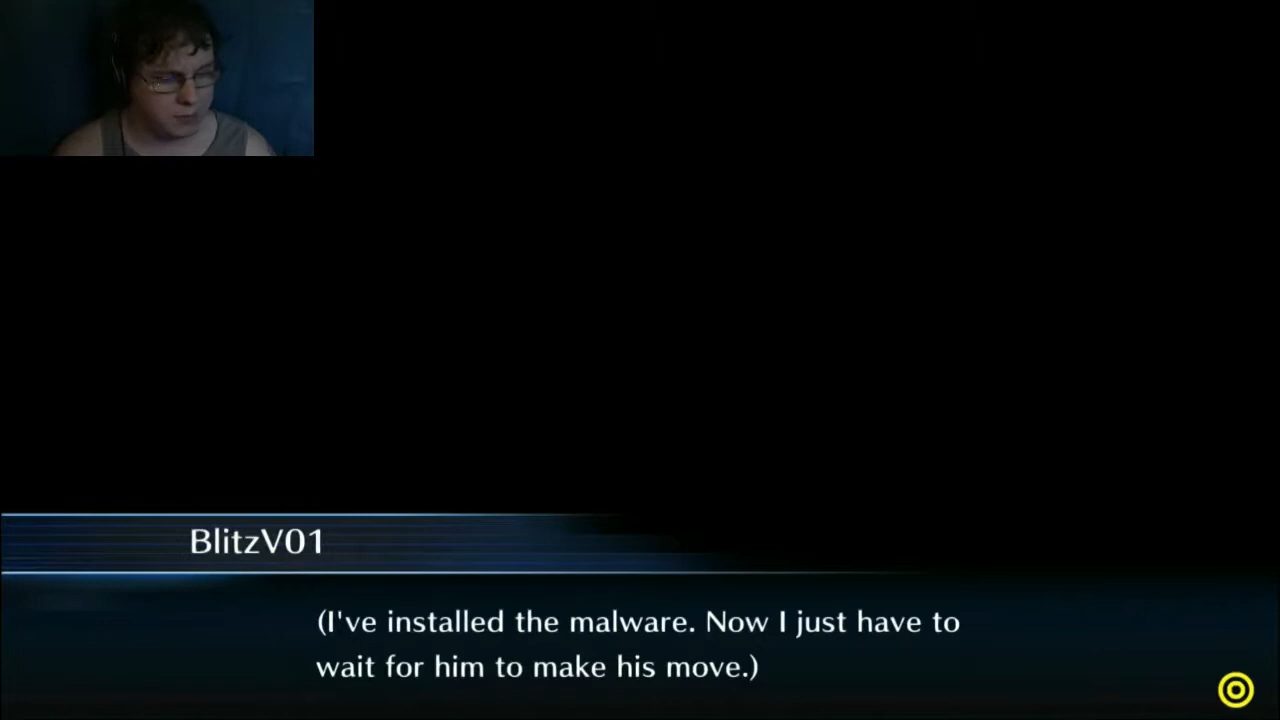 BlitzV01
(I've installed the malware. Now I just have to
wait for him to make his move.)